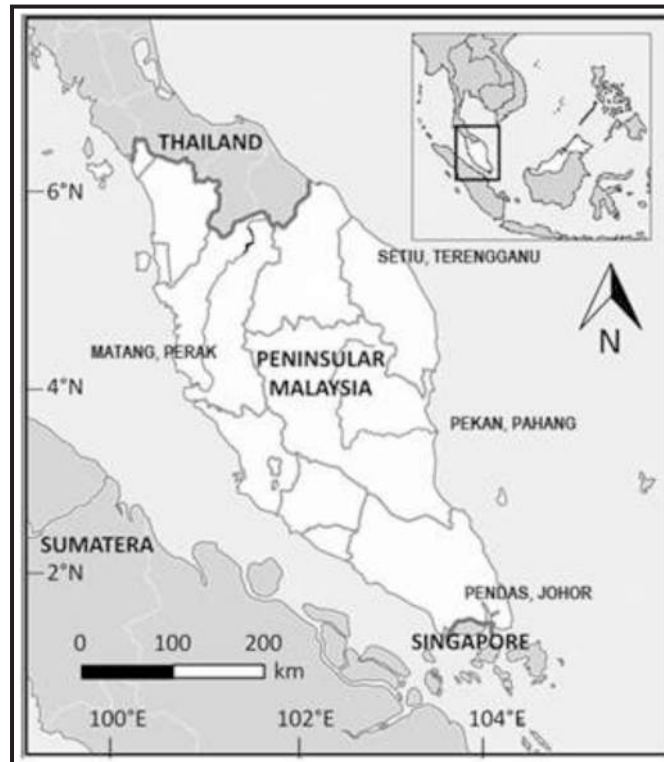 THAILAND
6°N
SETIU, TERENGGANU
N
MATANG, PERAK
PENINSULAR
MALAYSIA
4°N
PEKAN, PAHANG
SUMATERA
2°N
PENDAS, JOHOR
SINGAPORE
0 100 200
km
100°E 102°E 104°E